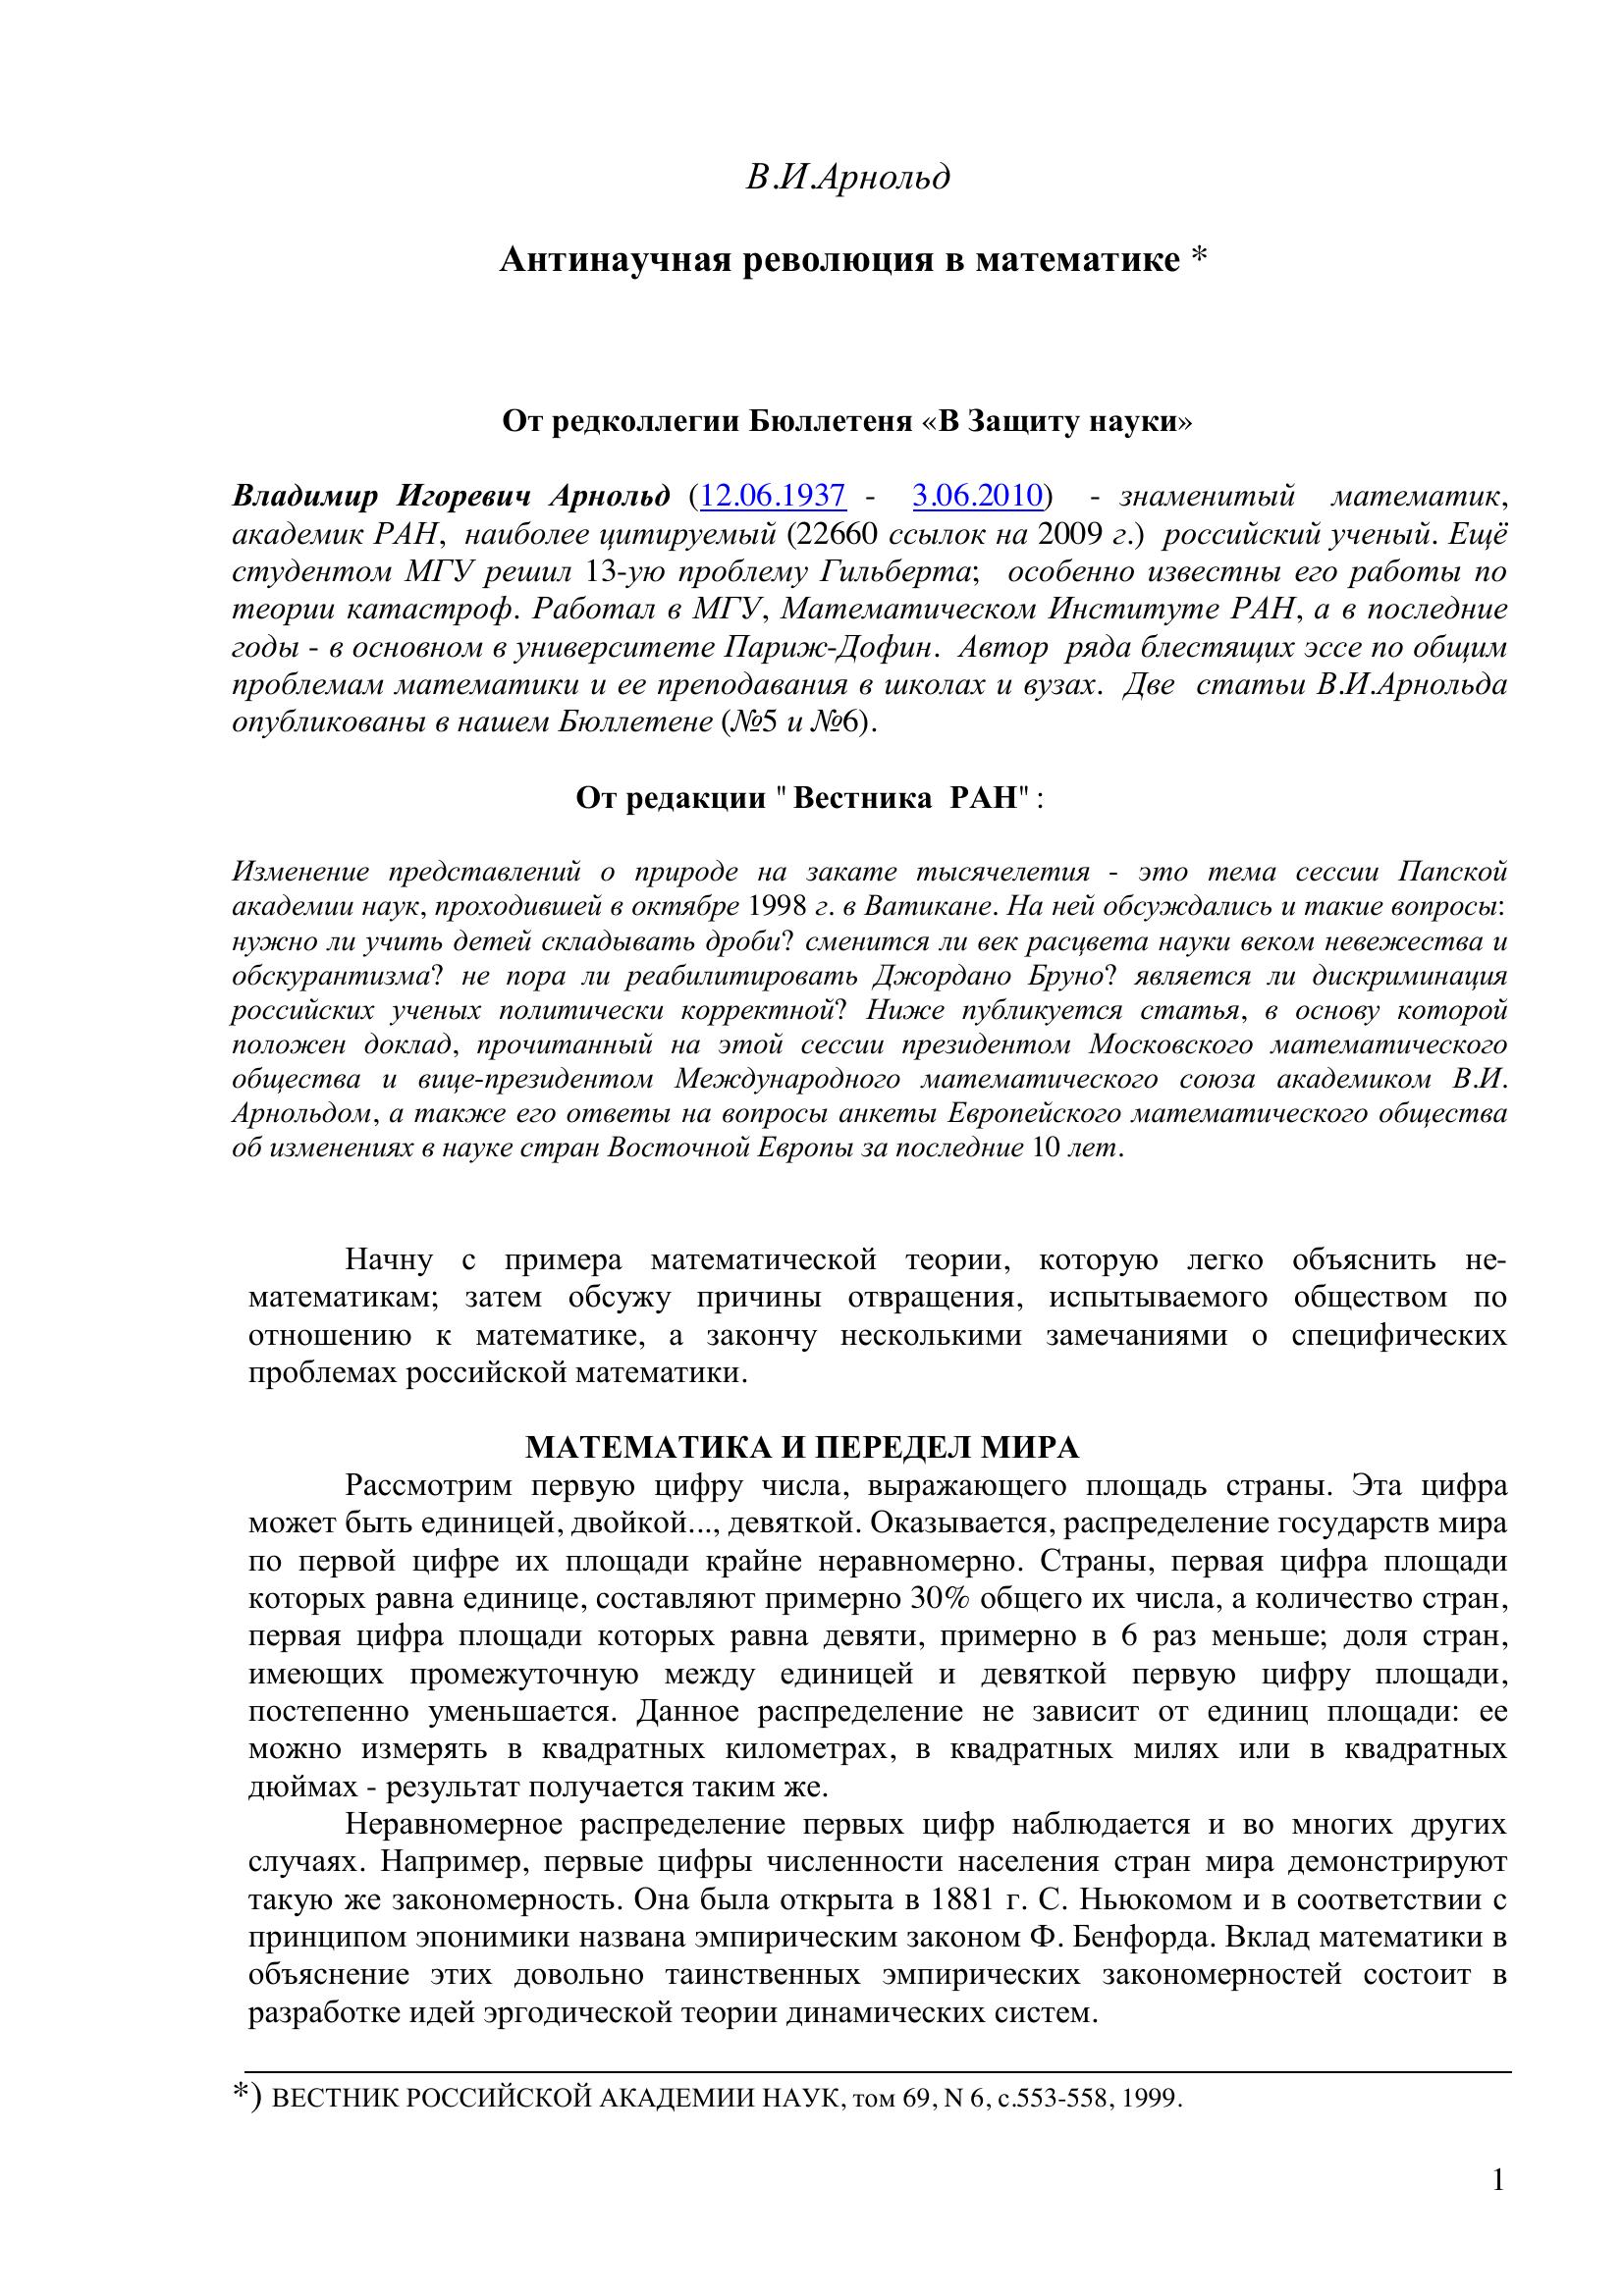 В.И.Арнольд
Антинаучная революция в математике *
От редколлегии Бюллетеня «В Защиту науки»
Владимир Игоревич Арнольд (12.06.1937 - 3.06.2010) - знаменитый математик,
академик РАН, наиболее цитируемый (22660 ссылок на 2009 г.) российский ученый. Ещё
студентом МГУ решил 13-ую проблему Гильберта; особенно известны его работы по
теории катастроф. Работал в МГУ, Математическом Институте РАН, а в последние
годы - в основном в университете Париж-Дофин. Автор ряда блестящих эссе по общим
проблемам математики и ее преподавания в школах и вузах. Две статьи В.И.Арнольда
опубликованы в нашем Бюллетене (№5 и №6).
От редакции "Вестника РАН":
Изменение представлений о природе на закате тысячелетия - это тема сессии Папской
академии наук, проходившей в октябре 1998 г. в Ватикане. На ней обсуждались и такие вопросы:
нужно ли учить детей складывать дроби? сменится ли век расцвета науки веком невежества и
обскурантизма? не пора ли реабилитировать Джордано Бруно? является ли дискриминация
российских ученых политически корректной? Ниже публикуется статья, в основу которой
положен доклад, прочитанный на этой сессии президентом Московского математического
общества и вице-президентом Международного математического союза академиком В.И.
Арнольдом, а также его ответы на вопросы анкеты Европейского математического общества
об изменениях в науке стран Восточной Европы за последние 10 лет.
Начну с примера математической теории, которую легко объяснить не-
математикам; затем обсужу причины отвращения, испытываемого обществом по
отношению к математике, а закончу несколькими замечаниями о специфических
проблемах российской математики.
МАТЕМАТИКА И ПЕРЕДЕЛ МИРА
Рассмотрим первую цифру числа, выражающего площадь страны. Эта цифра
может быть единицей, двойкой..., девяткой. Оказывается, распределение государств мира
по первой цифре их площади крайне неравномерно. Страны, первая цифра площади
которых равна единице, составляют примерно 30% общего их числа, а количество стран,
первая цифра площади которых равна девяти, примерно в 6 раз меньше; доля стран,
имеющих промежуточную между единицей и девяткой первую цифру площади,
постепенно уменьшается. Данное распределение не зависит от единиц площади: ее
можно измерять в квадратных километрах, в квадратных милях или в квадратных
дюймах - результат получается таким же.
Неравномерное распределение первых цифр наблюдается и во многих других
случаях. Например, первые цифры численности населения стран мира демонстрируют
такую же закономерность. Она была открыта в 1881 г. С. Ньюкомом и в соответствии с
принципом эпонимики названа эмпирическим законом Ф. Бенфорда. Вклад математики в
объяснение этих довольно таинственных эмпирических закономерностей состоит в
разработке идей эргодической теории динамических систем.
*) ВЕСТНИК РОССИЙСКОЙ АКАДЕМИИ НАУК, том 69, N 6, с.553-558, 1999.
1